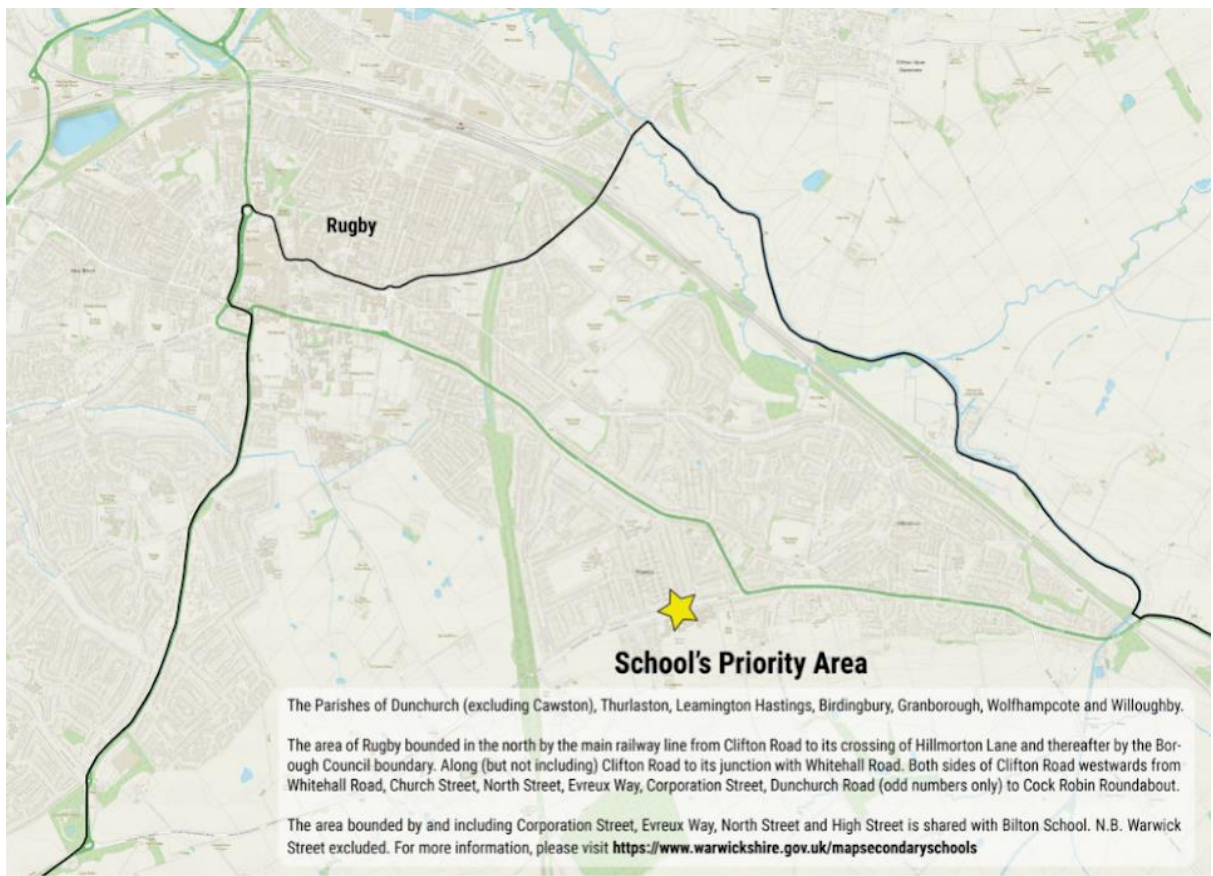 Rugby
School's Priority Area
The Parishes of Dunchurch (excluding Cawston), Thurlaston, Leamington Hastings, Birdingbury, Granborough, Wolfhampcote and Willoughby.
The area of Rugby bounded in the north by the main railway line from Clifton Road to its crossing of Hillmorton Lane and thereafter by the Bor-
ough Council boundary. Along (but not including) Clifton Road to its junction with Whitehall Road. Both sides of Clifton Road westwards from
Whitehall Road, Church Street, North Street, Evreux Way, Corporation Street, Dunchurch Road (odd numbers only) to Cock Robin Roundabout.
The area bounded by and including Corporation Street, Evreux Way, North Street and High Street is shared with Bilton School. N.B. Warwick
Street excluded. For more information, please visit https://www.warwickshire.gov.uk/mapsecondaryschools